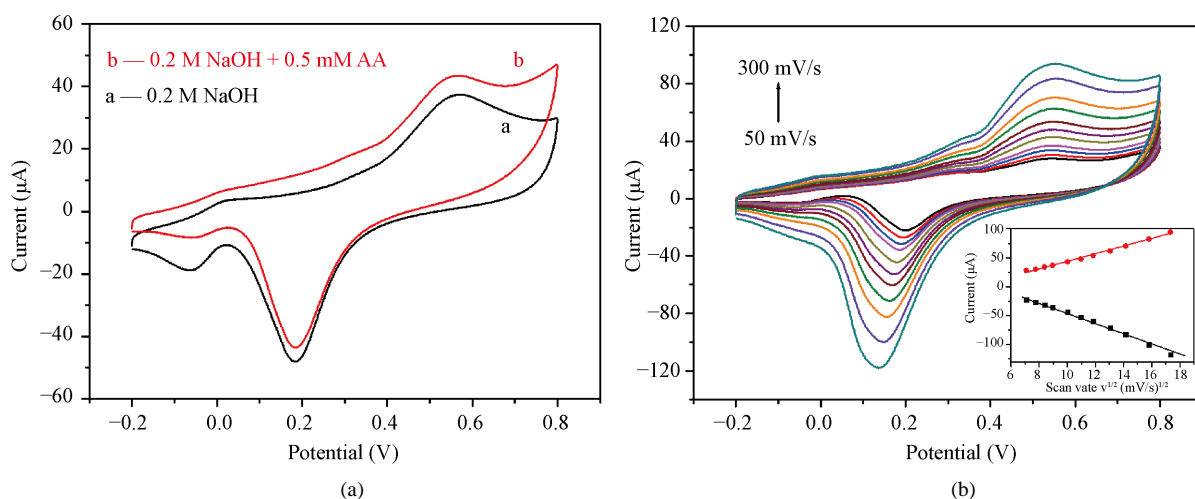 60
40
20
0
−20
−40
−60
−0.2
0.0
0.2
0.4
0.6
0.8
Current (µA)
Potential (V)
b — 0.2 M NaOH + 0.5 mM AA
a — 0.2 M NaOH
b
a
(a)
120
80
40
0
−40
−80
−120
−0.2
0.0
0.2
0.4
0.6
0.8
Current (µA)
Potential (V)
300 mV/s
50 mV/s
100
50
0
−50
−100
6
8
10
12
14
16
18
Current (µA)
Scan vate v1/2 (mV/s)1/2
(b)